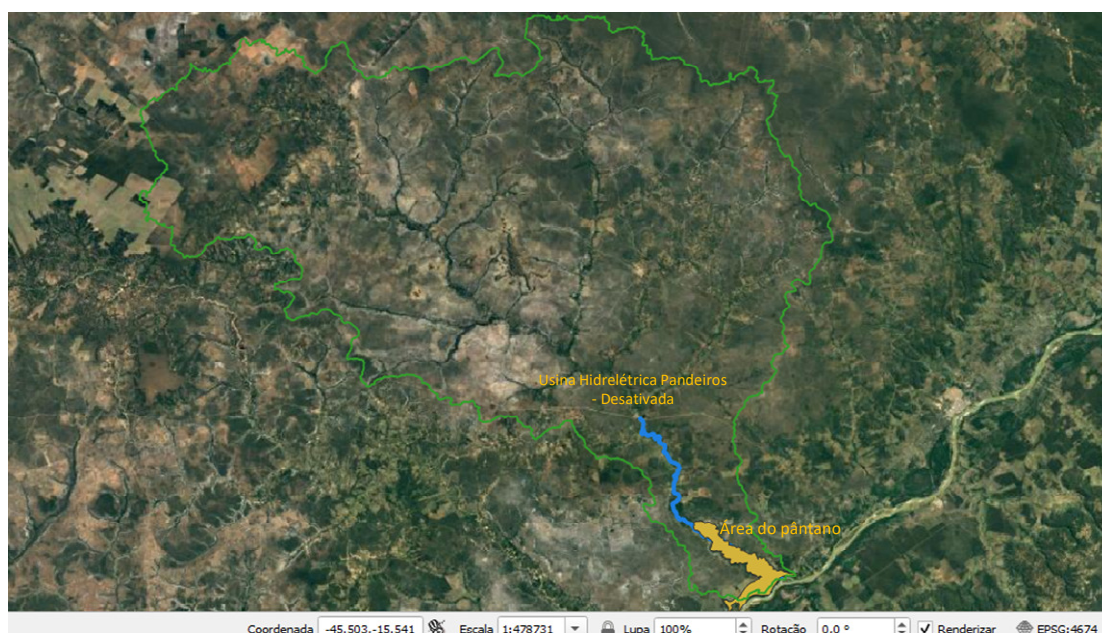 Usina Hidrelétrica Pandeiros
- Desativada
Área do pântano
Coordenada -45.503,-15.541 Escala 1:478731 Lupa 100% Rotação 0,0 ° Renderizar EPSG:4674